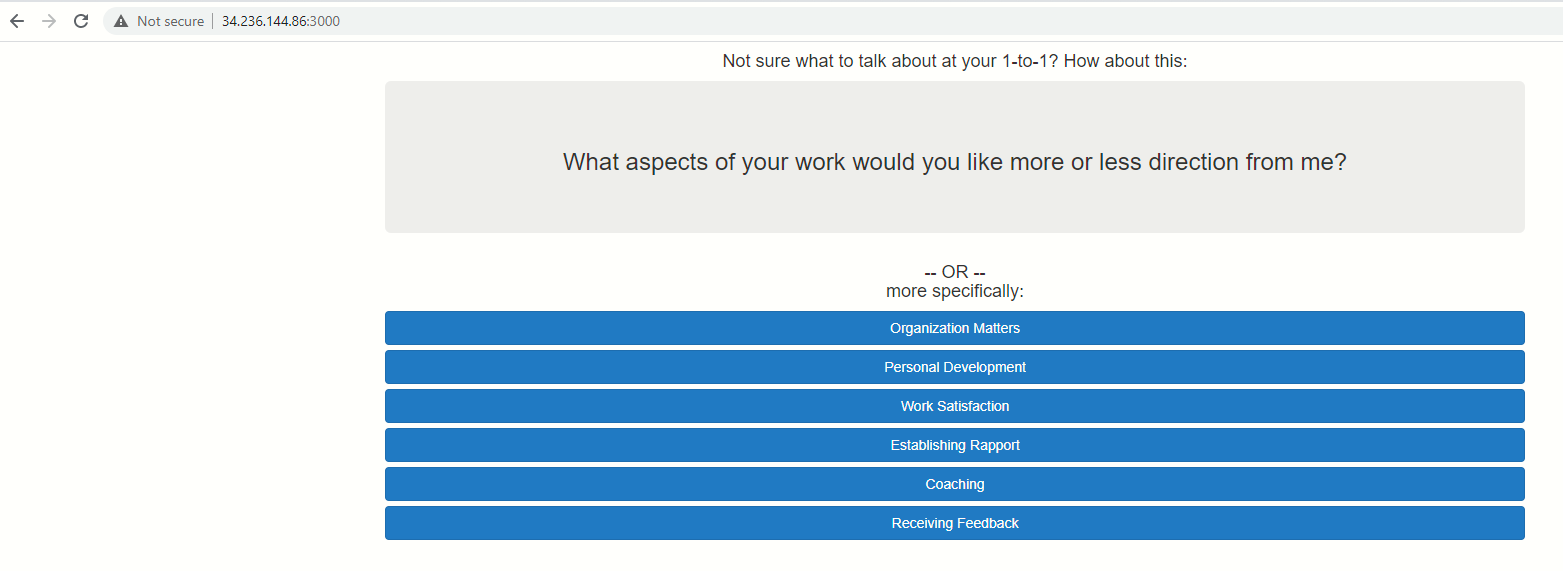 Not secure | 34.236.144.86:3000
Not sure what to talk about at your 1-to-1? How about this:
What aspects of your work would you like more or less direction from me?
-- OR --
more specifically:
Organization Matters
Personal Development
Work Satisfaction
Establishing Rapport
Coaching
Receiving Feedback